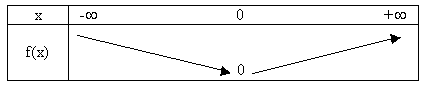 x -∞ 0 +∞
f(x)
0